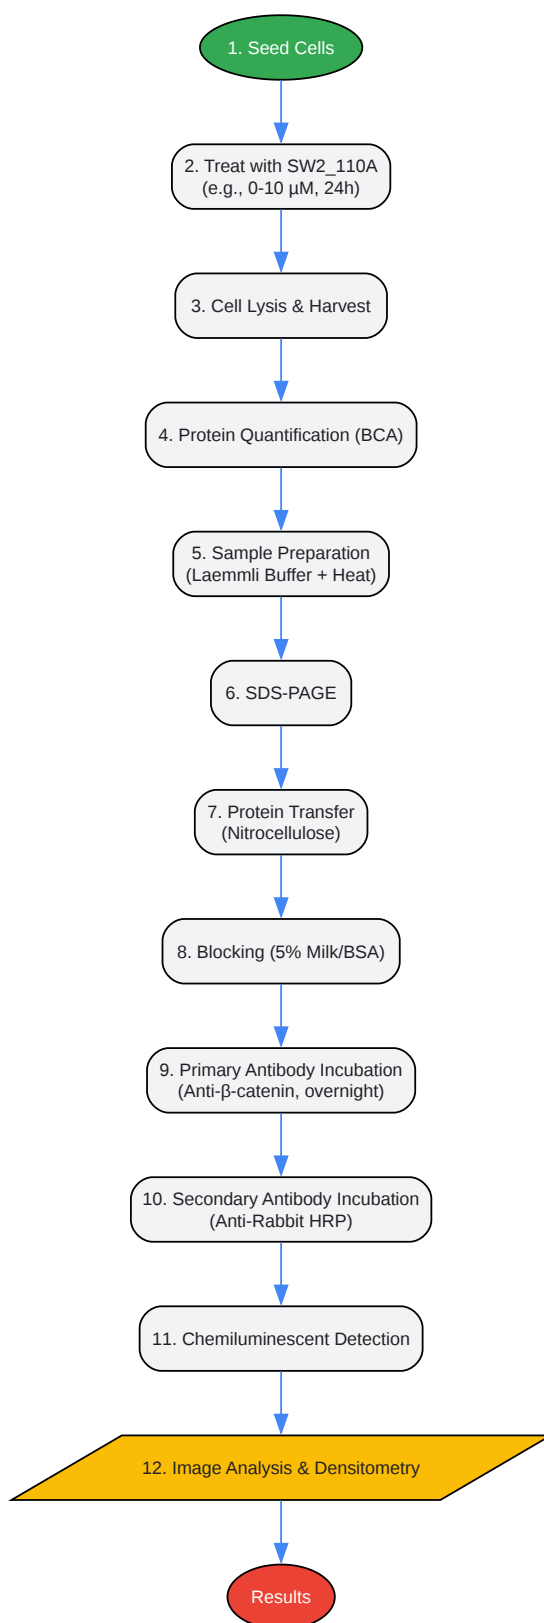 1. Seed Cells
2. Treat with SW2_110A
(e.g., 0-10 µM, 24h)
3. Cell Lysis & Harvest
4. Protein Quantification (BCA)
5. Sample Preparation
(Laemmli Buffer + Heat)
6. SDS-PAGE
7. Protein Transfer
(Nitrocellulose)
8. Blocking (5% Milk/BSA)
9. Primary Antibody Incubation
(Anti-β-catenin, overnight)
10. Secondary Antibody Incubation
(Anti-Rabbit HRP)
11. Chemiluminescent Detection
12. Image Analysis & Densitometry
Results